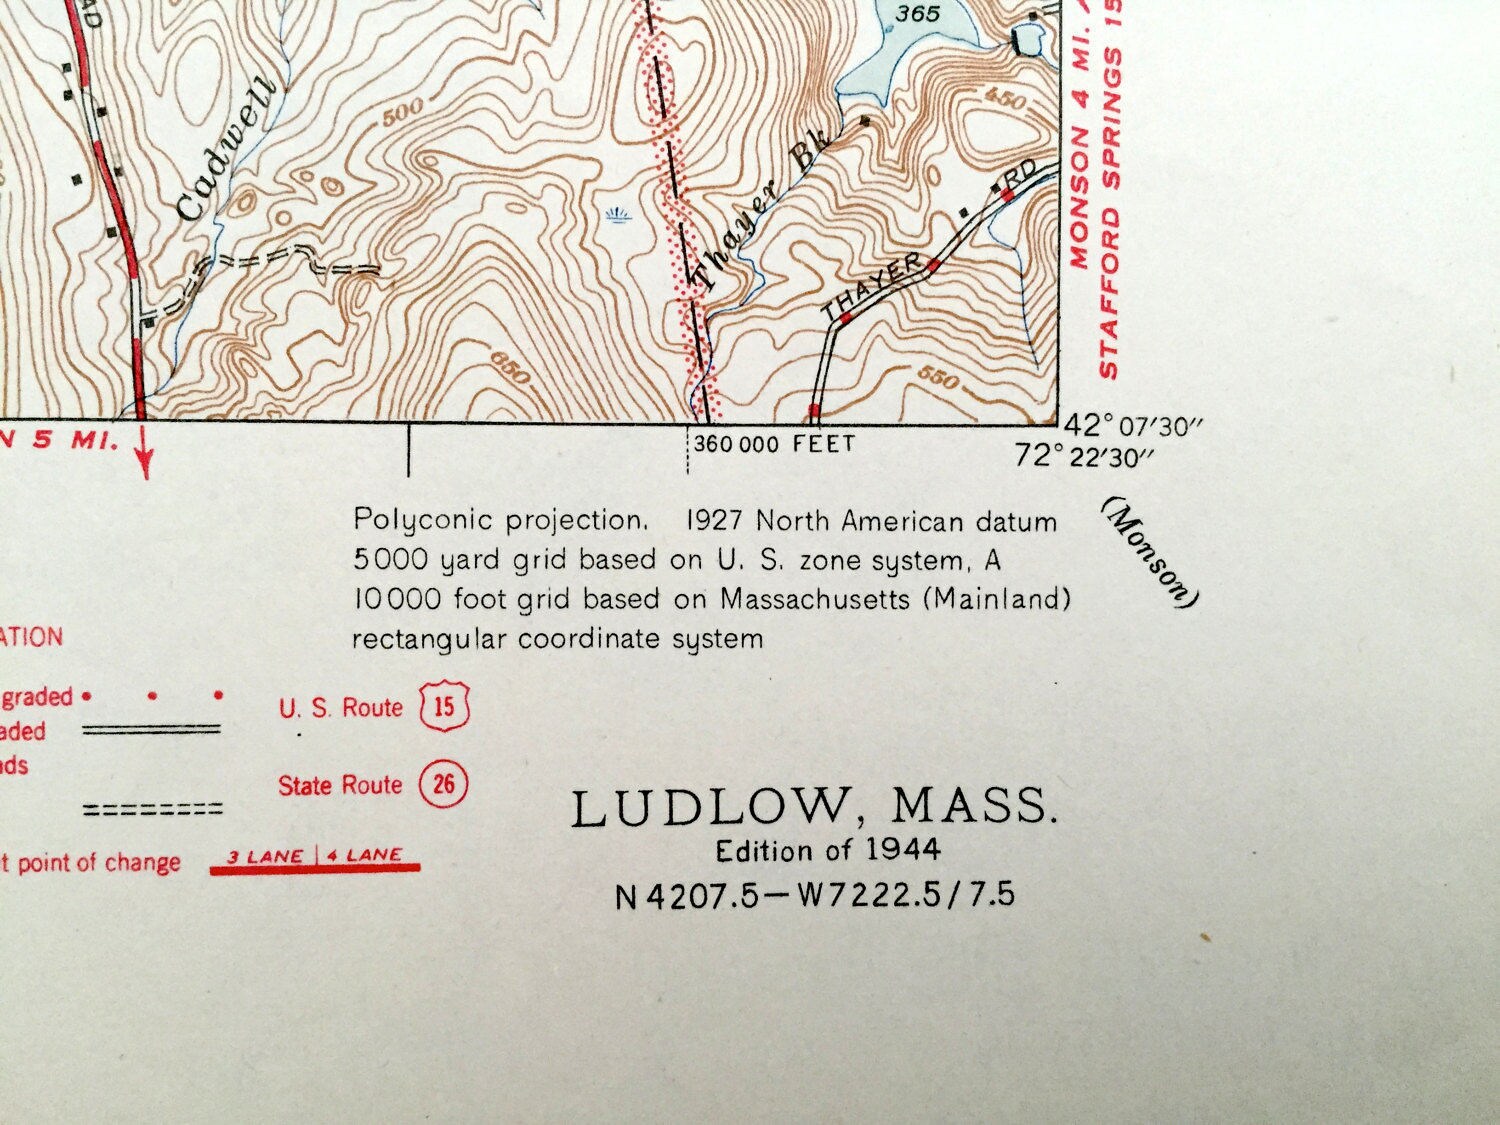 365
Cadwell
500
450
Thayer Bk
THAYER RD
650
550
MONSON 4 MI.
STAFFORD SPRINGS 15
N 5 MI.
360 000 FEET
42° 07′30″
72° 22′30″
(Monson)
Polyconic projection. 1927 North American datum
5000 yard grid based on U. S. zone system, A
10000 foot grid based on Massachusetts (Mainland)
rectangular coordinate system
ATION
graded
aded
ds
t point of change
3 LANE | 4 LANE
U. S. Route 15
State Route 26
LUDLOW, MASS.
Edition of 1944
N 4207.5—W7222.5/7.5